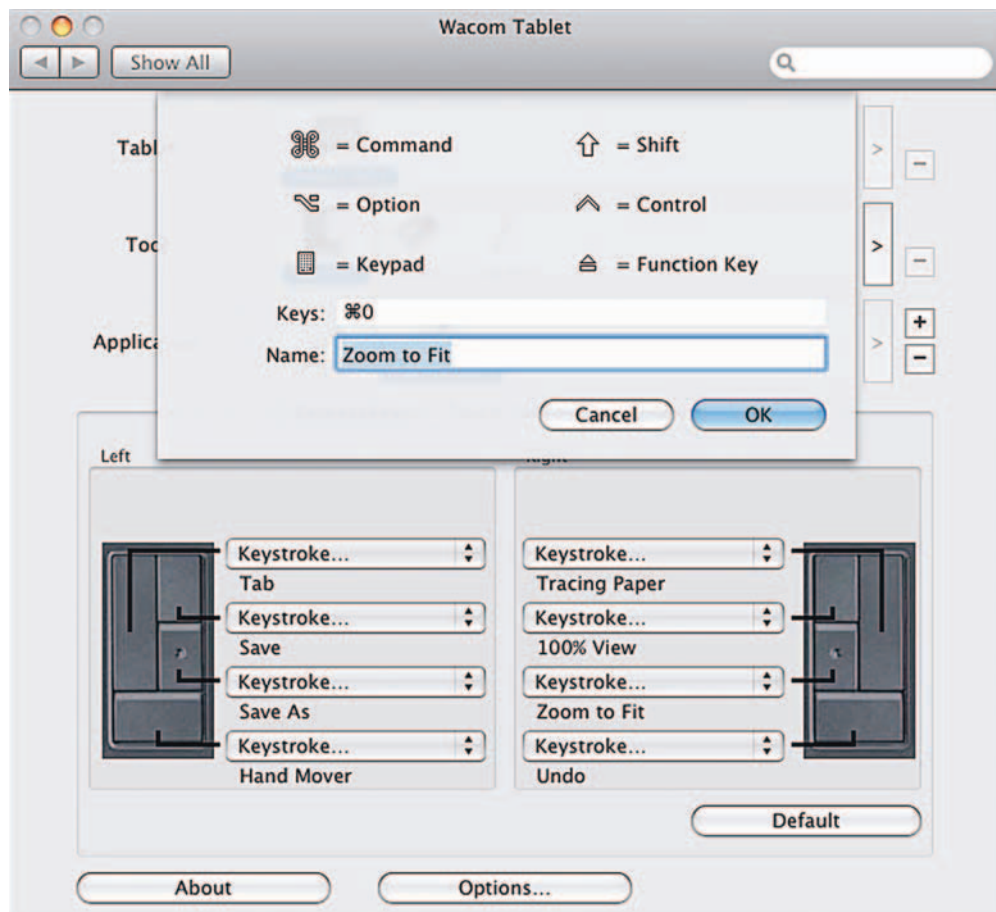 Wacom Tablet
Show All
⌘ = Command ⇧ = Shift
⌥ = Option ⌃ = Control
= Keypad ⏏ = Function Key
Tabl
Too
Applica
Keys: ⌘0
Name: Zoom to Fit
Cancel OK
Left Right
Keystroke... Keystroke...
Tab Tracing Paper
Keystroke... Keystroke...
Save 100% View
Keystroke... Keystroke...
Save As Zoom to Fit
Keystroke... Keystroke...
Hand Mover Undo
Default
About Options...